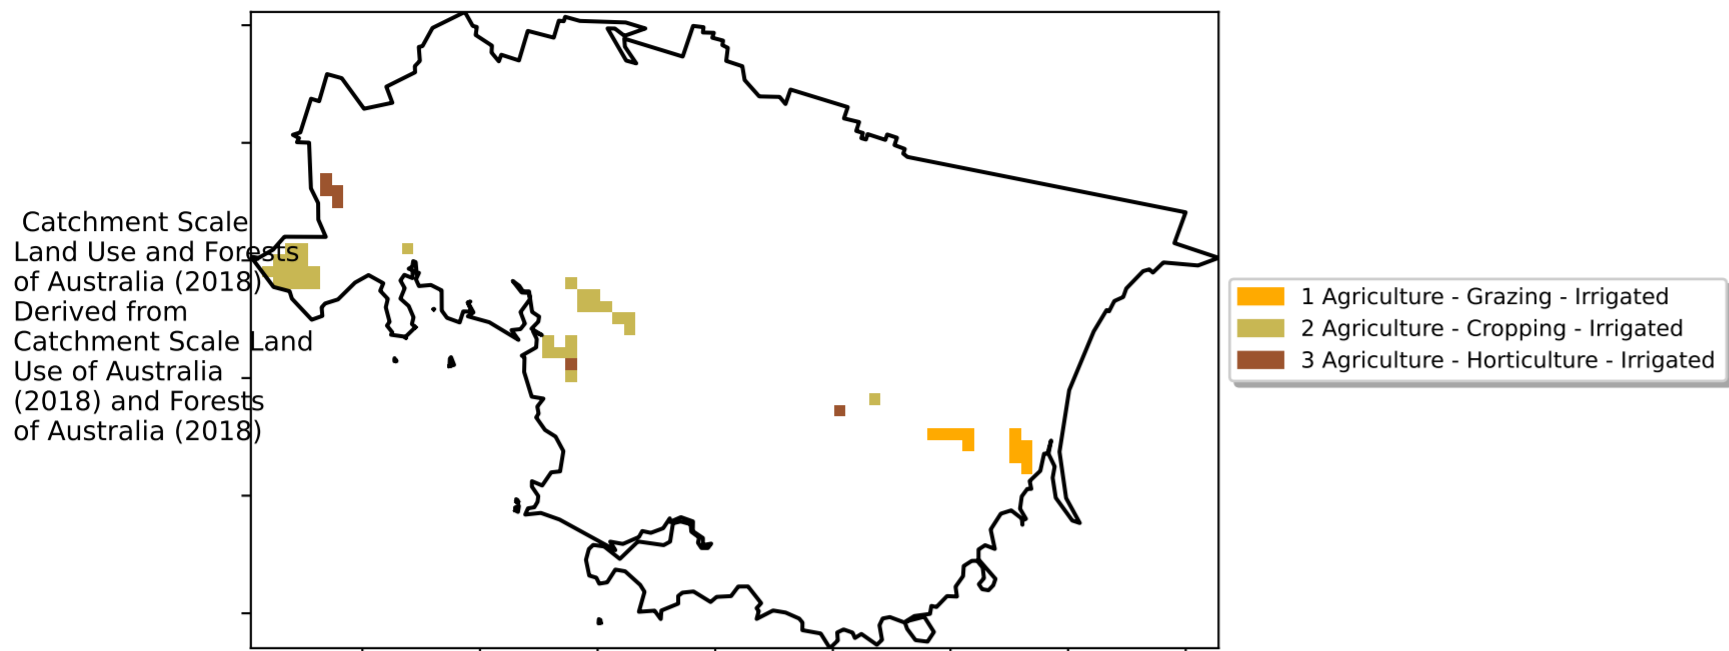 Catchment Scale
Land Use and Forests
of Australia (2018)
Derived from
Catchment Scale Land
Use of Australia
(2018) and Forests
of Australia (2018)
1 Agriculture - Grazing - Irrigated
2 Agriculture - Cropping - Irrigated
3 Agriculture - Horticulture - Irrigated